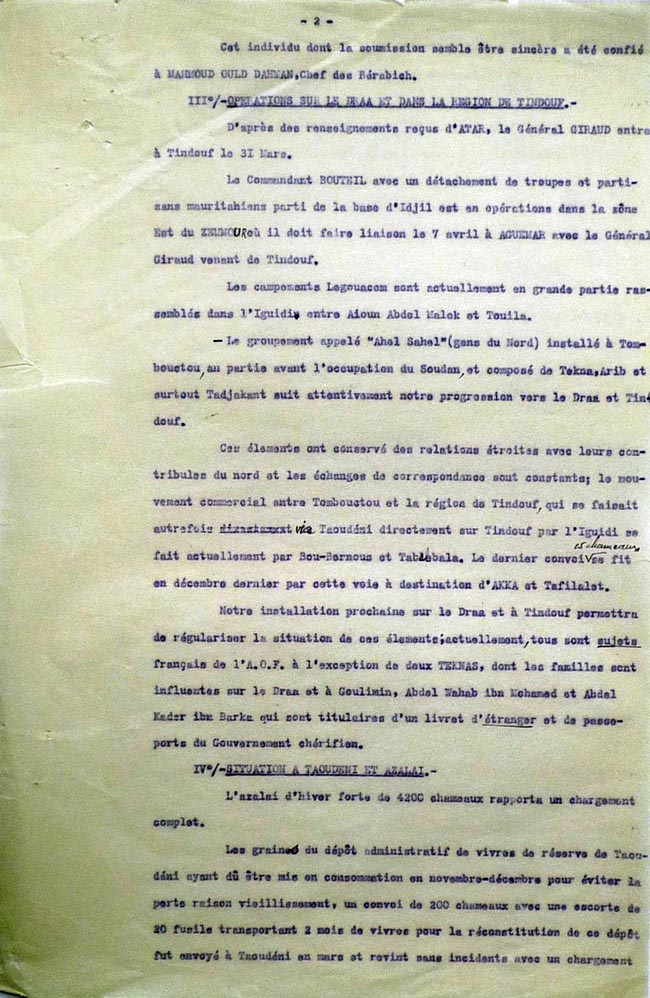 - 2 -
Cet individu dont la soumission semble être sincère a été confié
à MAHMOUD OULD DAHMAN, Chef des Bérabich.
III°/-OPERATIONS SUR LE DRAA ET DANS LA REGION DE TINDOUF.-
D'après des renseignements reçus d'ATAR, le Général GIRAUD entra
à Tindouf le 31 Mars.
Le Commandant BOUTEIL avec un détachement de troupes et parti-
sans mauritahiens parti de la base d'Idjil est en opérations dans la zône
Est du ZEMMOUR où il doit faire liaison le 7 avril à AGUEMAR avec le Général
Giraud venant de Tindouf.
Les campements Legouacem sont actuellement en grande partie ras-
semblés dans l'Iguidi, entre Aioun Abdel Malek et Touila.
- Le groupement appelé "Ahel Sahel"(gens du Nord) installé à Tom-
bouctou, au partie avant l'occupation du Soudan, et composé de Tekna, Arib et
surtout Tadjakant suit attentivement notre progression vers le Draa et Tin-
douf.
Ces élements ont conservé des relations étroites avec leurs con-
tribules du nord et les échanges de correspondance sont constants; le mou-
vement commercial entre Tombouctou et la région de Tindouf, qui se faisait
autrefois via Taoudéni directement sur Tindouf par l'Iguidi se
fait actuellement par Bou-Bernous et Tabelbala. Le dernier convoi 25 chameaux se fit
en décembre dernier par cette voie à destination d'AKKA et Tafilalet.
Notre installation prochaine sur le Draa et à Tindouf permettra
de régulariser la situation de ces élements; actuellement, tous sont sujets
français de l'A.O.F. à l'exception de deux TEKNAS, dont les familles sont
influentes sur le Draa et à Goulimin, Abdel Wahab ibn Mohamed et Abdel
Kader ibn Barka qui sont titulaires d'un livret d'étranger et de passe-
ports du Gouvernement chérifien.
IV°/-SITUATION A TAOUDENI ET AZALAI.-
L'azalai d'hiver forte de 4200 chameaux rapporta un chargement
complet.
Les grains du dépôt administratif de vivres de réserve de Taou-
déni ayant dû être mis en consommation en novembre-décembre pour éviter la
perte raison vieillissement, un convoi de 200 chameaux avec une escorte de
20 fusils transportant 2 mois de vivres pour la réconstitution de ce dépôt
fut envoyé à Taoudéni en mars et revint sans incidents avec un chargement